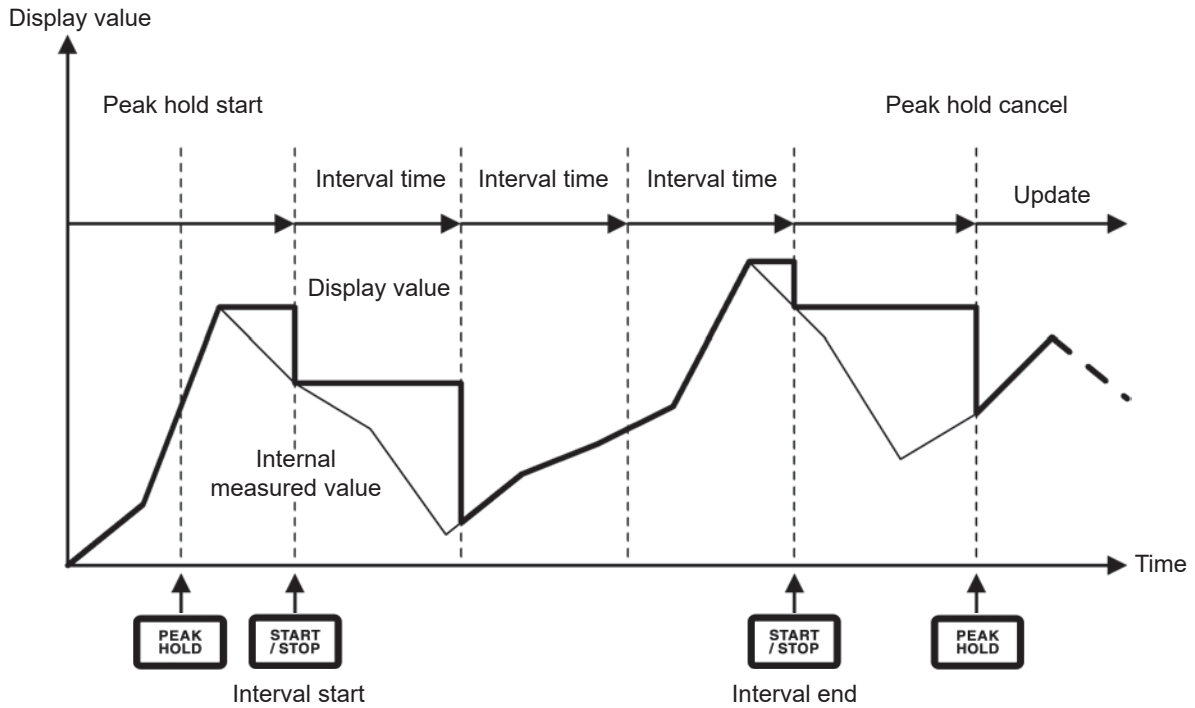 Display value
Peak hold start
Peak hold cancel
Interval time
Interval time
Interval time
Update
Display value
Internal
measured value
Time
PEAK
HOLD
START
/ STOP
START
/ STOP
PEAK
HOLD
Interval start
Interval end